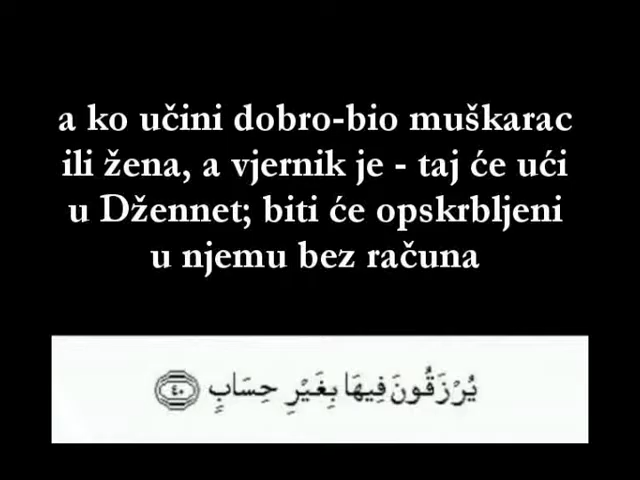 a ko učini dobro-bio muškarac
ili žena, a vjernik je - taj će ući
u Džennet; biti će opskrbljeni
u njemu bez računa
يُرْزَقُونَ فِيهَا بِغَيْرِ حِسَابٍ ٤٠